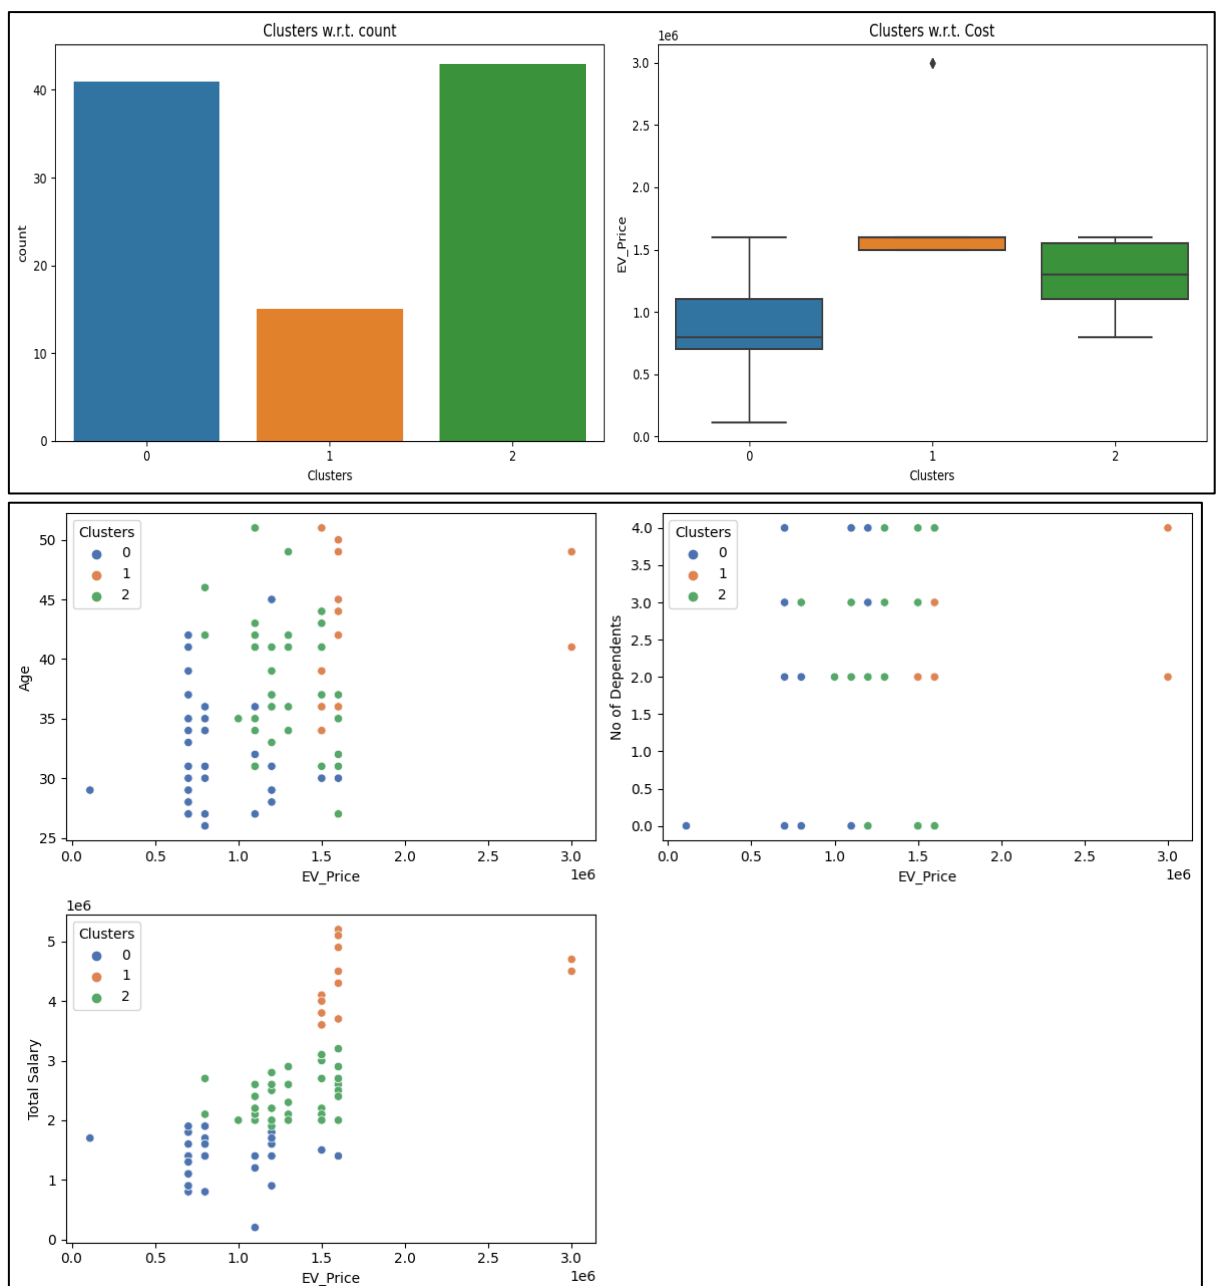 Clusters w.r.t. count
count
40
30
20
10
0
0 1 2
Clusters
Clusters w.r.t. Cost
1e6
EV_Price
3.0
2.5
2.0
1.5
1.0
0.5
0.0
0 1 2
Clusters
Clusters
0
1
2
Age
50
45
40
35
30
25
0.0 0.5 1.0 1.5 2.0 2.5 3.0
EV_Price
1e6
Clusters
0
1
2
No of Dependents
4.0
3.5
3.0
2.5
2.0
1.5
1.0
0.5
0.0
0.0 0.5 1.0 1.5 2.0 2.5 3.0
EV_Price
1e6
1e6
Clusters
0
1
2
Total Salary
5
4
3
2
1
0
0.0 0.5 1.0 1.5 2.0 2.5 3.0
EV_Price
1e6